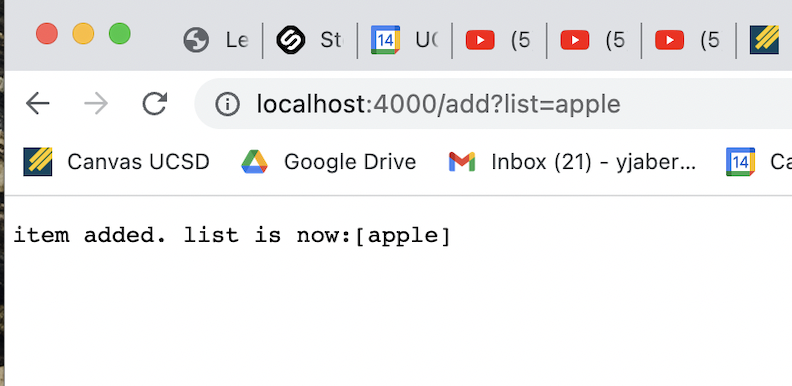 Le St 14 UC (5 (5 (5
localhost:4000/add?list=apple
Canvas UCSD Google Drive Inbox (21) - yjaber... 14 Ca
item added. list is now:[apple]